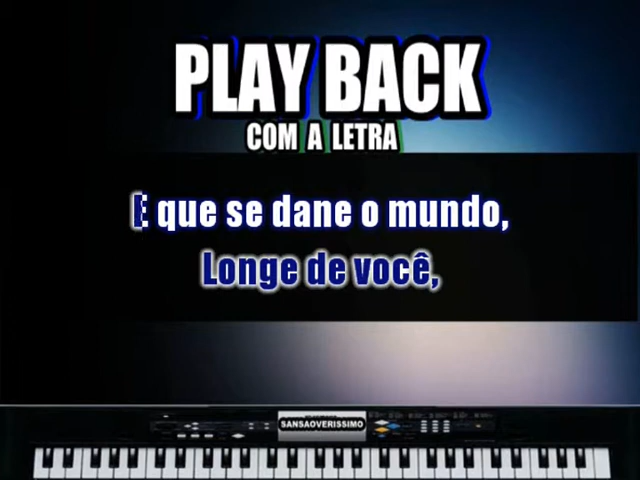 PLAY BACK
COM A LETRA
E que se dane o mundo,
Longe de você,
SANSAOVERISSIMO